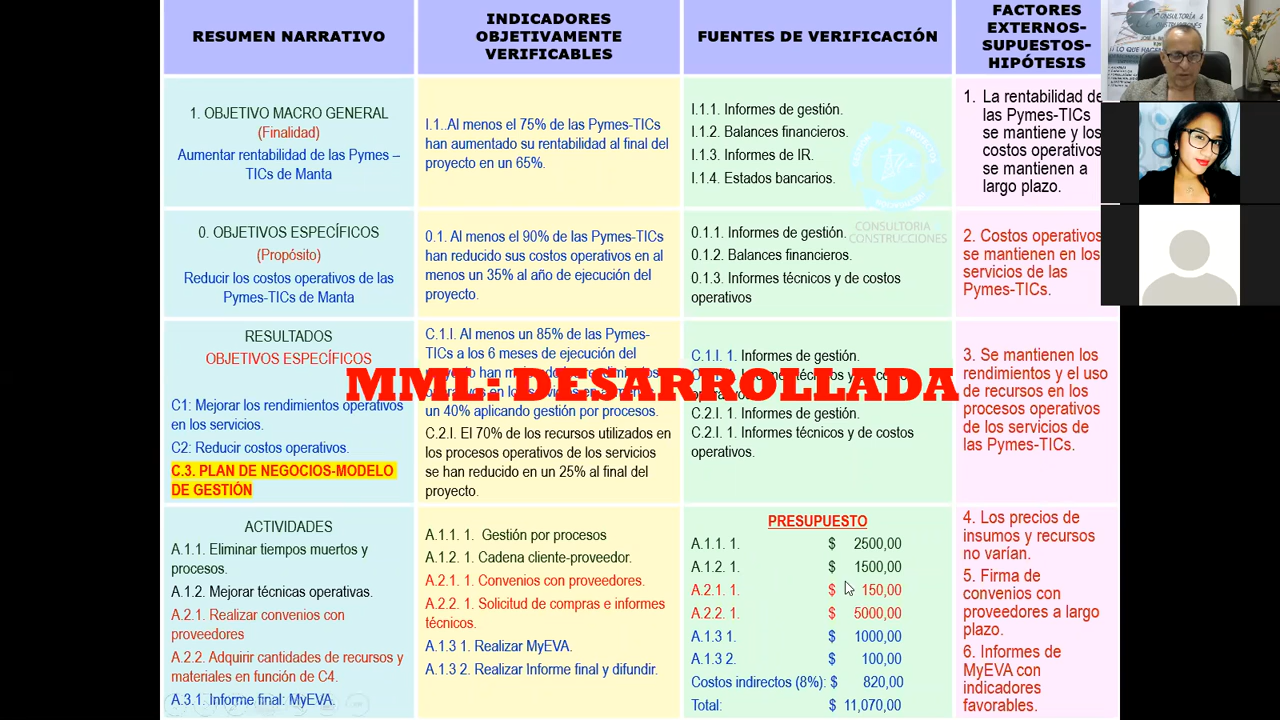 RESUMEN NARRATIVO
INDICADORES
OBJETIVAMENTE
VERIFICABLES
FUENTES DE VERIFICACIÓN
FACTORES
EXTERNOS-
SUPUESTOS-
HIPÓTESIS
1. OBJETIVO MACRO GENERAL
(Finalidad)
Aumentar rentabilidad de las Pymes –
TICs de Manta
I.1..Al menos el 75% de las Pymes-TICs
han aumentado su rentabilidad al final del
proyecto en un 65%.
I.1.1. Informes de gestión.
I.1.2. Balances financieros.
I.1.3. Informes de IR.
I.1.4. Estados bancarios.
1. La rentabilidad de
las Pymes-TICs
se mantiene y los
costos operativos
se mantienen a
largo plazo.
0. OBJETIVOS ESPECÍFICOS
(Propósito)
Reducir los costos operativos de las
Pymes-TICs de Manta
0.1. Al menos el 90% de las Pymes-TICs
han reducido sus costos operativos en al
menos un 35% al año de ejecución del
proyecto.
0.1.1. Informes de gestión.
0.1.2. Balances financieros.
0.1.3. Informes técnicos y de costos
operativos
CONSULTORIA
CONSTRUCCIONES
2. Costos operativos
se mantienen en los
servicios de las
Pymes-TICs.
RESULTADOS
OBJETIVOS ESPECÍFICOS
C1: Mejorar los rendimientos operativos
en los servicios.
C2: Reducir costos operativos.
C.3. PLAN DE NEGOCIOS-MODELO
DE GESTIÓN
C.1.I. Al menos un 85% de las Pymes-
TICs a los 6 meses de ejecución del
un 40% aplicando gestión por procesos.
C.2.I. El 70% de los recursos utilizados en
los procesos operativos de los servicios
se han reducido en un 25% al final del
proyecto.
MML: DESARROLLADA
C.1.I. 1. Informes de gestión.
C.2.I. 1. Informes de gestión.
C.2.I. 1. Informes técnicos y de costos
operativos.
3. Se mantienen los
rendimientos y el uso
de recursos en los
procesos operativos
de los servicios de
las Pymes-TICs.
ACTIVIDADES
A.1.1. Eliminar tiempos muertos y
procesos.
A.1.2. Mejorar técnicas operativas.
A.2.1. Realizar convenios con
proveedores
A.2.2. Adquirir cantidades de recursos y
materiales en función de C4.
A.3.1. Informe final: MyEVA.
A.1.1. 1. Gestión por procesos
A.1.2. 1. Cadena cliente-proveedor.
A.2.1. 1. Convenios con proveedores.
A.2.2. 1. Solicitud de compras e informes
técnicos.
A.1.3 1. Realizar MyEVA.
A.1.3 2. Realizar Informe final y difundir.
PRESUPUESTO
A.1.1. 1. $ 2500,00
A.1.2. 1. $ 1500,00
A.2.1. 1. $ 150,00
A.2.2. 1. $ 5000,00
A.1.3 1. $ 1000,00
A.1.3 2. $ 100,00
Costos indirectos (8%): $ 820,00
Total: $ 11,070,00
4. Los precios de
insumos y recursos
no varían.
5. Firma de
convenios con
proveedores a largo
plazo.
6. Informes de
MyEVA con
indicadores
favorables.